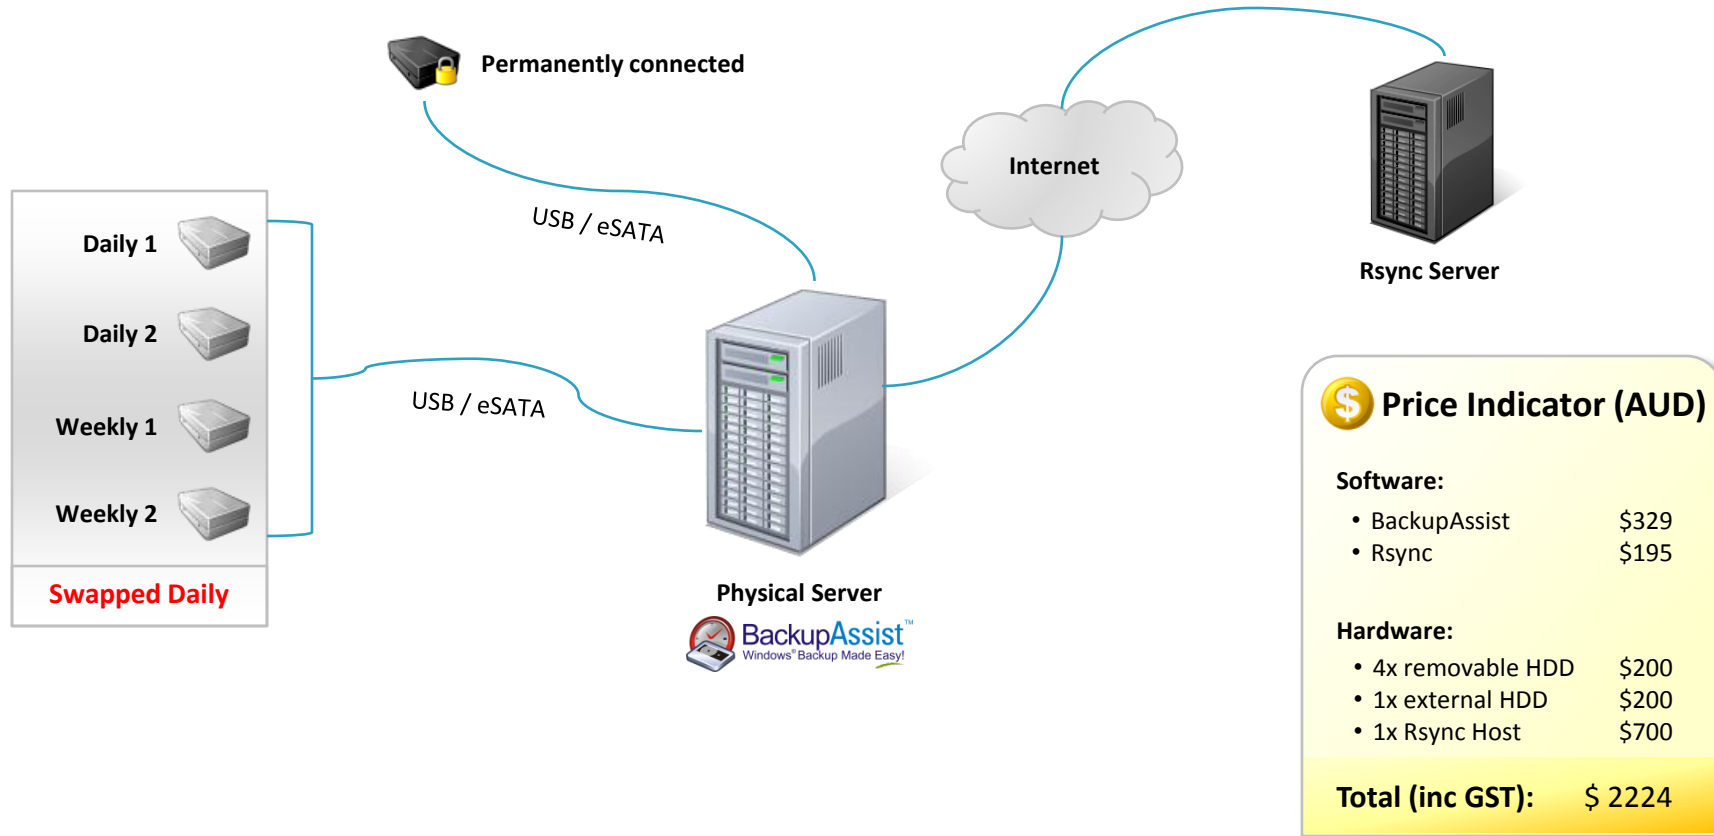 Permanently connected
Internet
USB / eSATA
Rsync Server
Daily 1
Daily 2
Weekly 1
Weekly 2
Swapped Daily
USB / eSATA
Physical Server
BackupAssist™
Windows® Backup Made Easy!
$ Price Indicator (AUD)
Software:
• BackupAssist $329
• Rsync $195
Hardware:
• 4x removable HDD $200
• 1x external HDD $200
• 1x Rsync Host $700
Total (inc GST): $ 2224